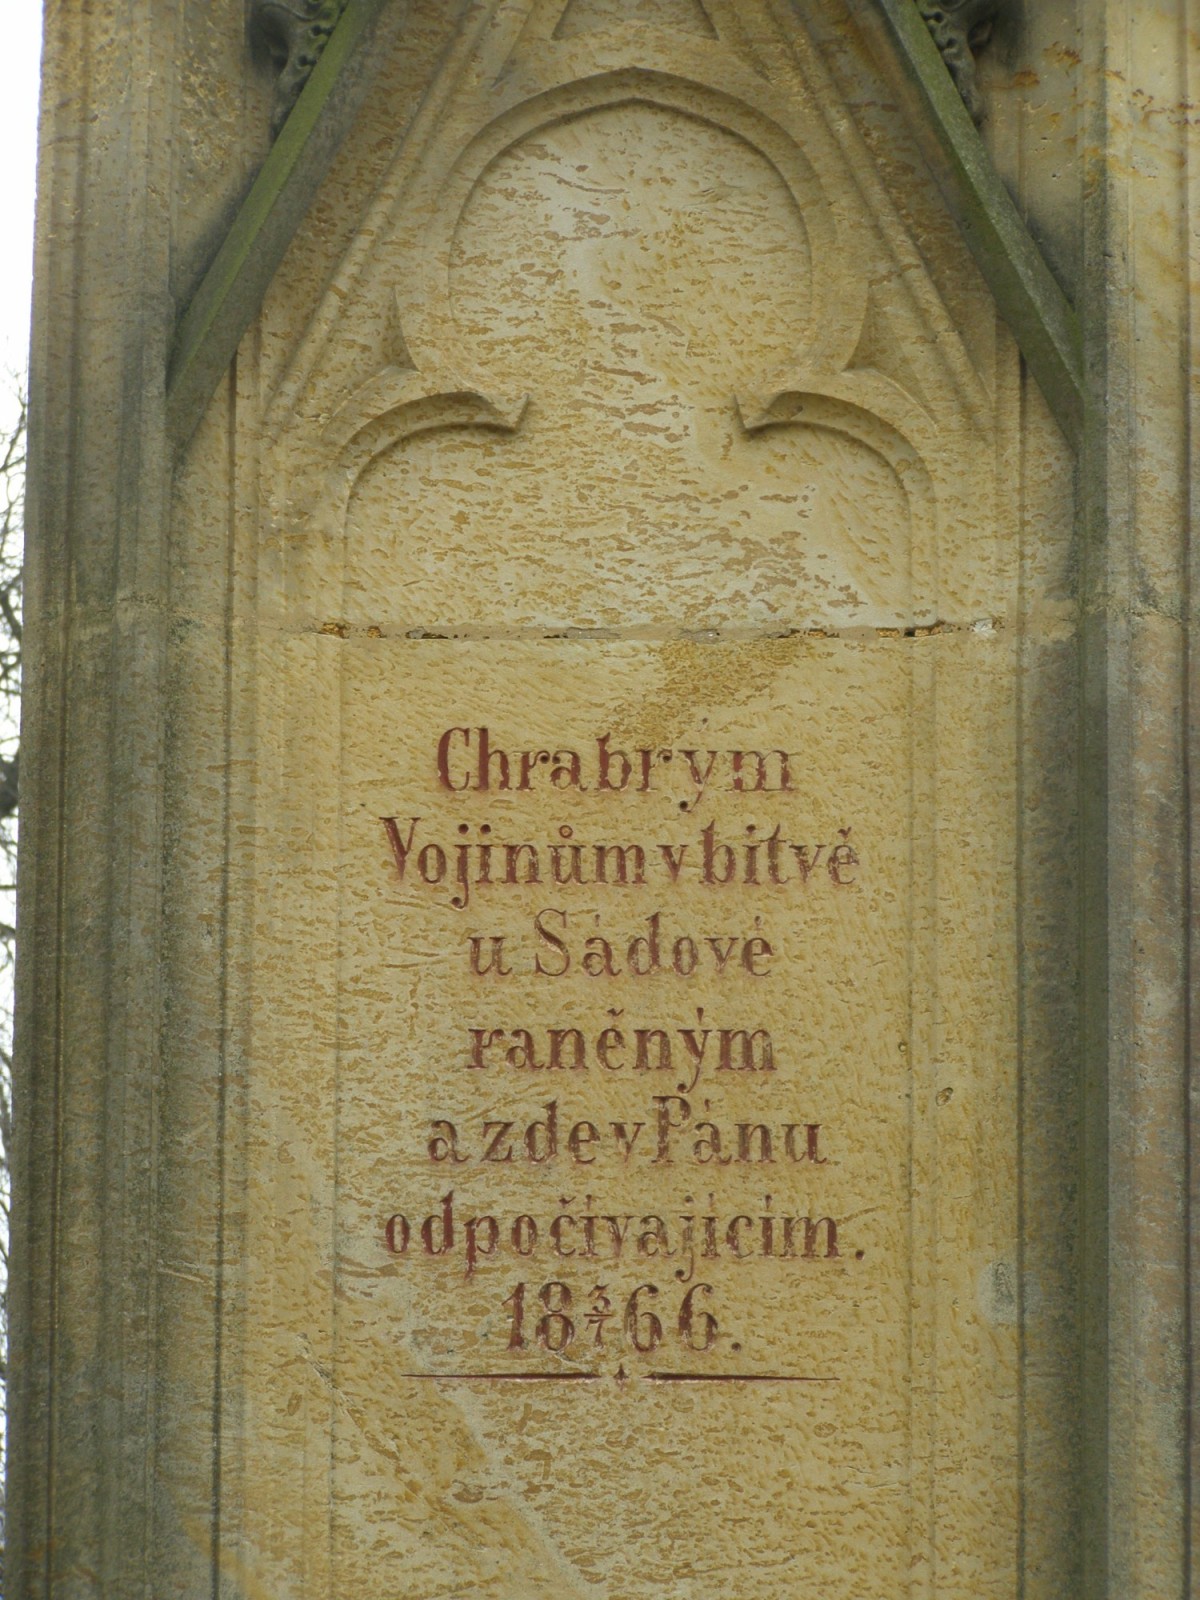 Chrabrým
Vojínům v bitvě
u Sádové
raněným
a zde v Pánu
odpočívajícím.
18 3/7 66.